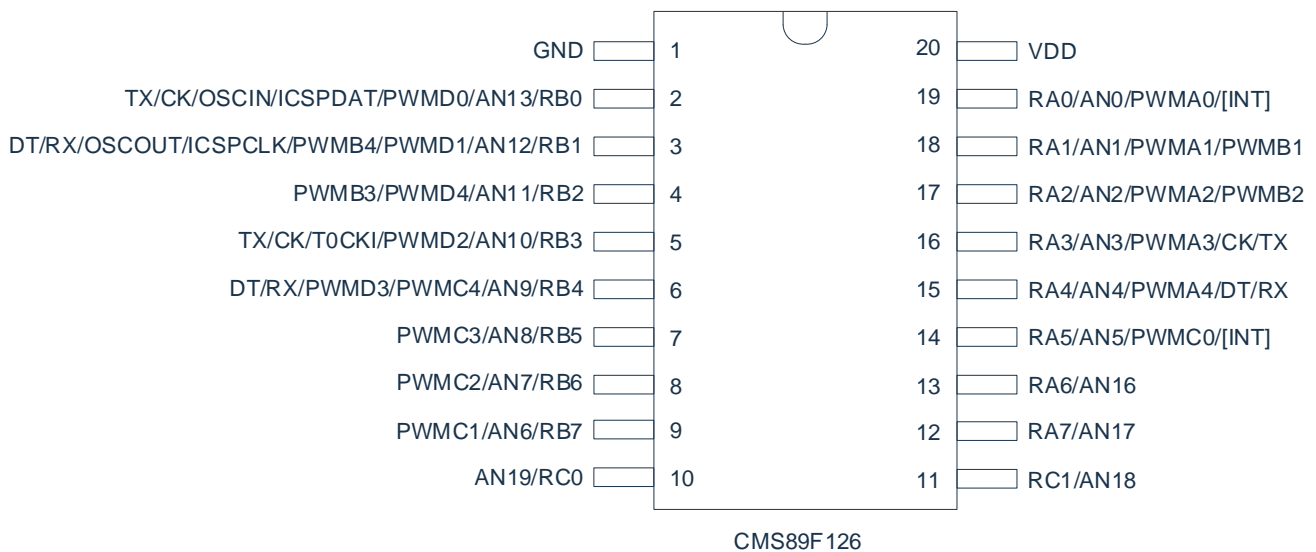 GND 1 20 VDD
TX/CK/OSCIN/ICSPDAT/PWMD0/AN13/RB0 2 19 RA0/AN0/PWMA0/[INT]
DT/RX/OSCOUT/ICSPCLK/PWMB4/PWMD1/AN12/RB1 3 18 RA1/AN1/PWMA1/PWMB1
PWMB3/PWMD4/AN11/RB2 4 17 RA2/AN2/PWMA2/PWMB2
TX/CK/T0CKI/PWMD2/AN10/RB3 5 16 RA3/AN3/PWMA3/CK/TX
DT/RX/PWMD3/PWMC4/AN9/RB4 6 15 RA4/AN4/PWMA4/DT/RX
PWMC3/AN8/RB5 7 14 RA5/AN5/PWMC0/[INT]
PWMC2/AN7/RB6 8 13 RA6/AN16
PWMC1/AN6/RB7 9 12 RA7/AN17
AN19/RC0 10 11 RC1/AN18
CMS89F126